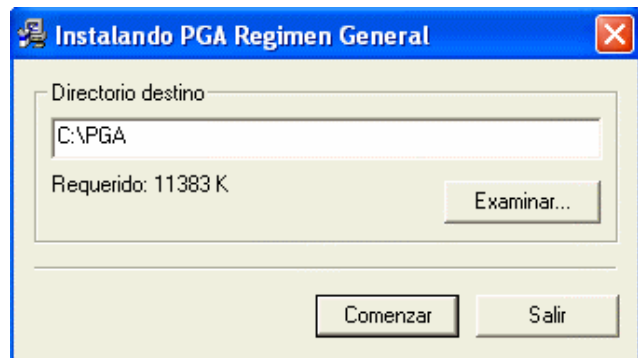 Instalando PGA Regimen General
Directorio destino
C:\PGA
Requerido: 11383 K
Examinar...
Comenzar
Salir